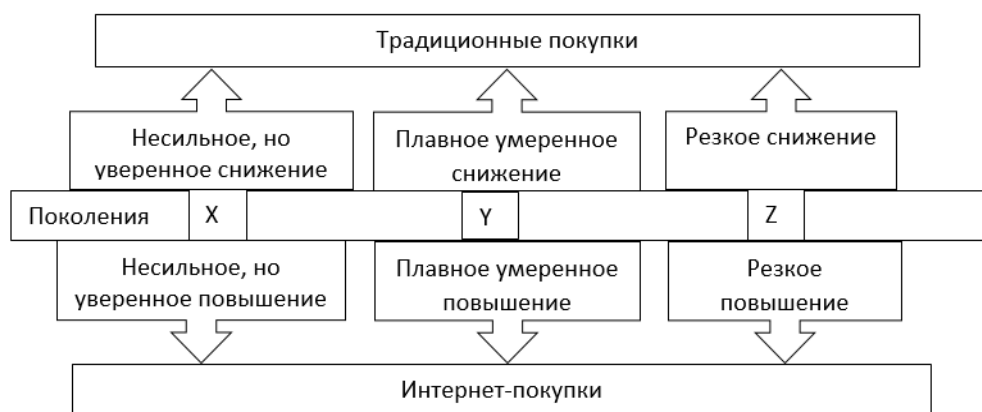 Традиционные покупки
Несильное, но
уверенное снижение
Плавное умеренное
снижение
Резкое снижение
Поколения
X
Y
Z
Несильное, но
уверенное повышение
Плавное умеренное
повышение
Резкое
повышение
Интернет-покупки